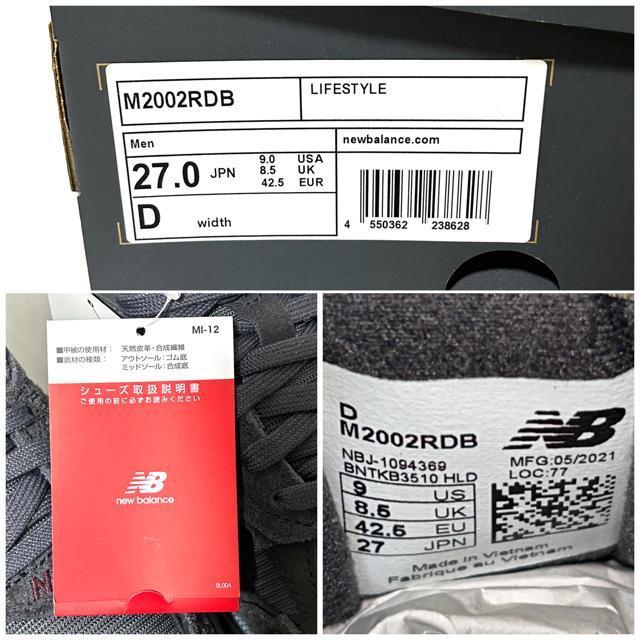 M2002RDB
LIFESTYLE
Men
newbalance.com
27.0 JPN
9.0 USA
8.5 UK
42.5 EUR
D width
4 550362 238628
MI-12
■甲被の使用材: 天然皮革・合成繊維
■底材の種類: アウトソール:ゴム底
ミッドソール:合成底
シューズ取扱説明書
ご使用の前に必ずお読みください
NB
new balance
BL004
N
D
M2002RDB
NB
NBJ-1094369
BNTKB3510 HLD
MFG:05/2021
LOC:77
9 US
8.5 UK
42.5 EU
27 JPN
Made in Vietnam
Fabrique au Vietnam